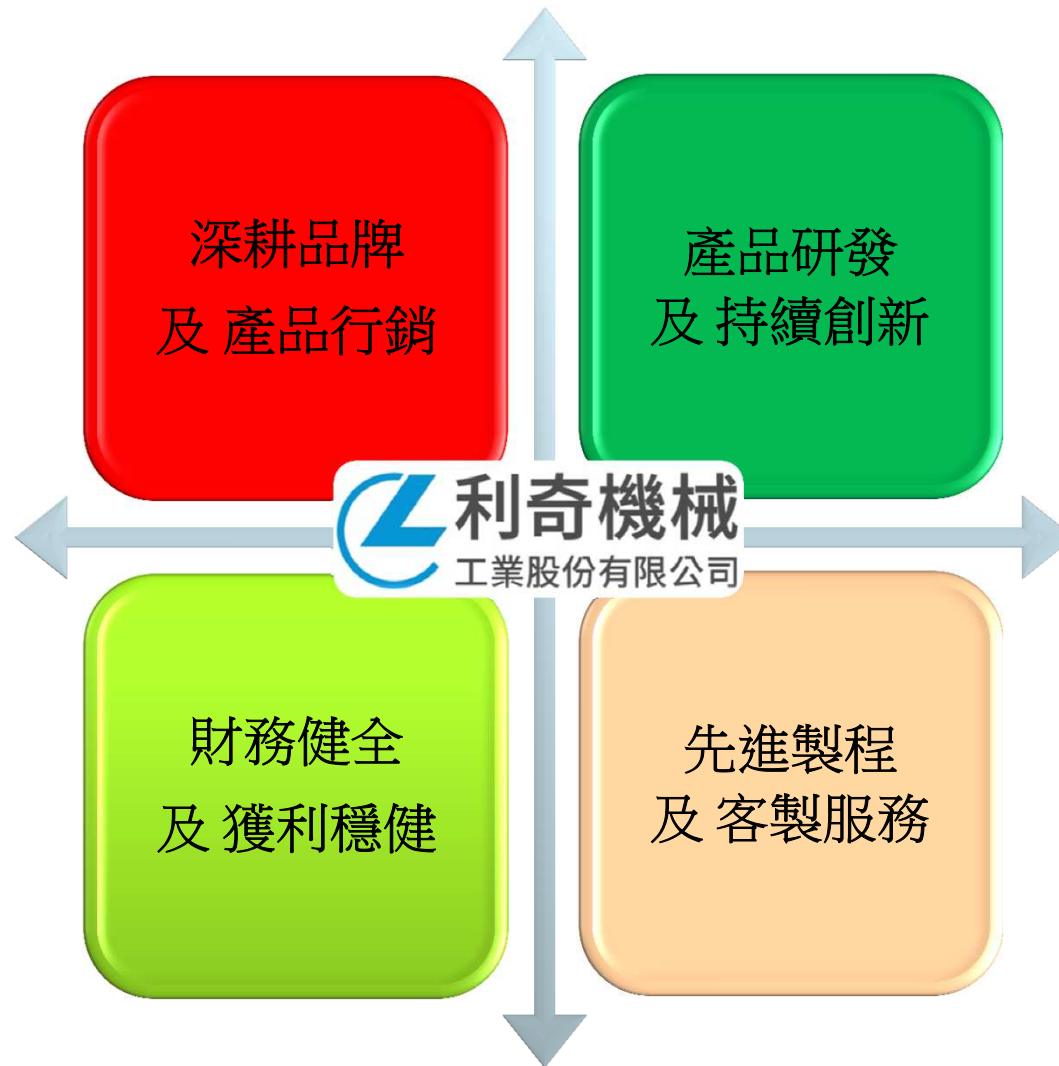 深耕品牌
及 產品行銷
產品研發
及 持續創新
利奇機械
工業股份有限公司
財務健全
及 獲利穩健
先進製程
及 客製服務